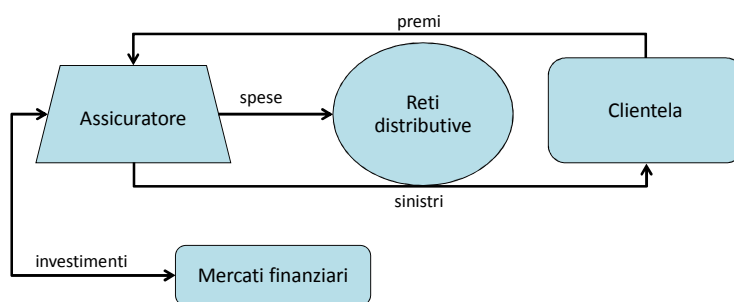 premi
Assicuratore
spese
Reti
distributive
Clientela
sinistri
investimenti
Mercati finanziari